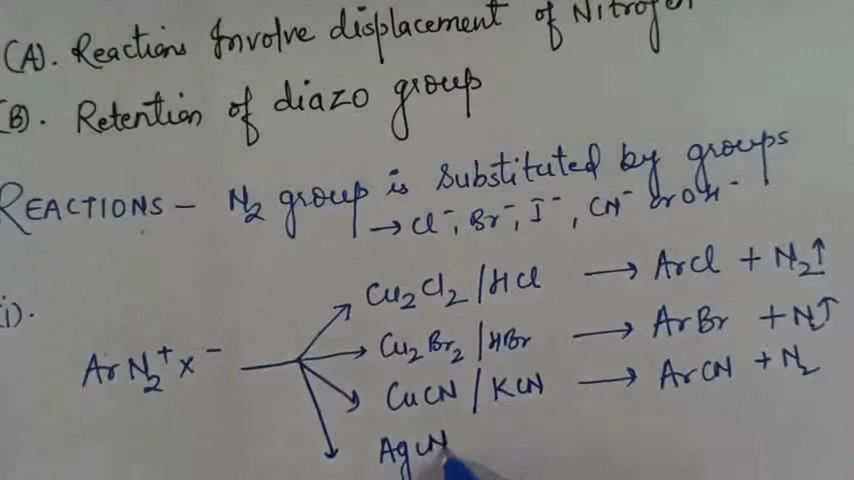 (A). Reactions Involve displacement of Nitrogen
(B). Retention of diazo group
REACTIONS - N₂ group is substituted by groups
→ Cl⁻, Br⁻, I⁻, CN⁻ or OH⁻.
i).
Cu₂Cl₂/HCl → ArCl + N₂↑
Cu₂Br₂/HBr → ArBr + N₂↑
ArN₂⁺x⁻
CuCN/KCN → ArCN + N₂
AgCN